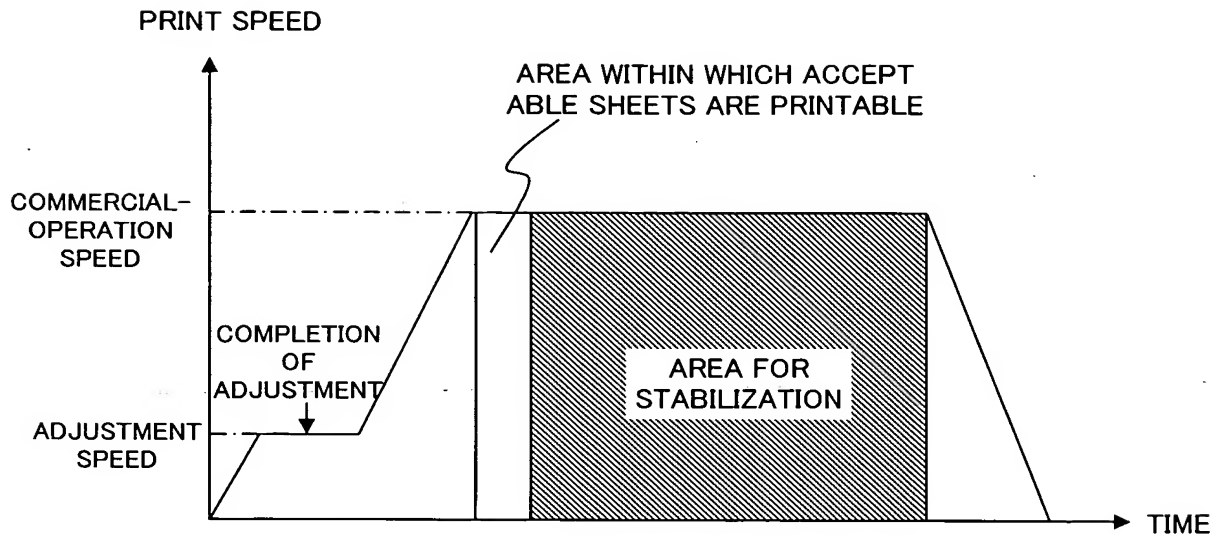 PRINT SPEED
AREA WITHIN WHICH ACCEPT
ABLE SHEETS ARE PRINTABLE
COMMERCIAL-
OPERATION
SPEED
COMPLETION
OF
ADJUSTMENT
AREA FOR
STABILIZATION
ADJUSTMENT
SPEED
TIME